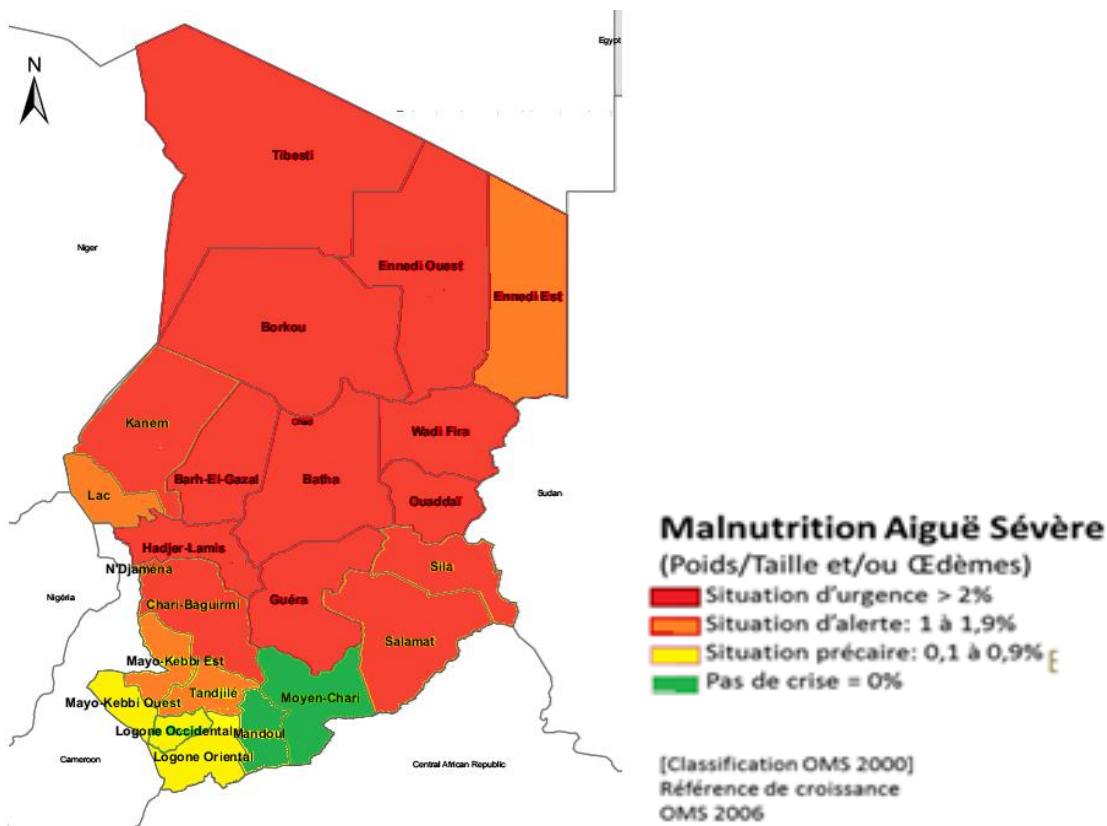 Egypt
N
Tibesti
Niger
Ennedi Ouest
Ennedi Est
Borkou
Kanem
Chad
Wadi Fira
Barh-El-Gazal
Batha
Ouaddaï
Lac
Sudan
Hadjer-Lamis
Sila
N'Djaména
Nigéria
Chari-Baguirmi
Guéra
Salamat
Mayo-Kebbi Est
Tandjilé
Moyen-Chari
Mayo-Kebbi Ouest
Logone Occidental
Mandoul
Logone Oriental
Cameroon
Central African Republic
Malnutrition Aiguë Sévère
(Poids/Taille et/ou Œdèmes)
Situation d'urgence > 2%
Situation d'alerte: 1 à 1,9%
Situation précaire: 0,1 à 0,9%
E
Pas de crise = 0%
[Classification OMS 2000]
Référence de croissance
OMS 2006